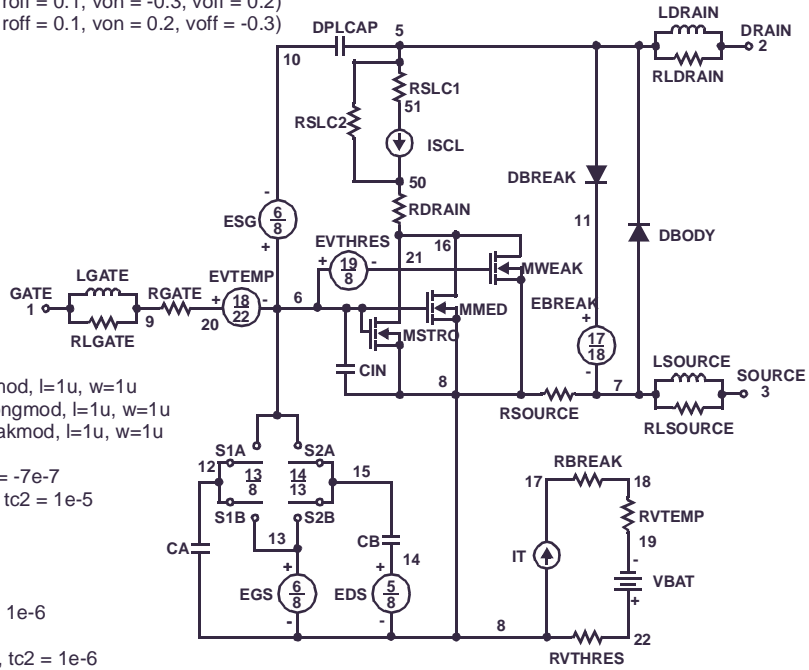 roff = 0.1, von = -0.3, voff = 0.2)
roff = 0.1, von = 0.2, voff = -0.3)
LDRAIN
DRAIN
2
RLDRAIN
DPLCAP
5
10
RSLC1
51
RSLC2
ISCL
50
RDRAIN
DBREAK
11
DBODY
ESG
6
8
-
+
EVTHRES
+
19
8
-
16
21
MWEAK
LGATE
GATE
1
RLGATE
9
RGATE
20
EVTEMP
+
18
22
-
6
MMED
MSTRO
EBREAK
+
17
18
-
CIN
8
RSOURCE
7
LSOURCE
SOURCE
3
RLSOURCE
mod, l=1u, w=1u
ongmod, l=1u, w=1u
akmod, l=1u, w=1u
= -7e-7
tc2 = 1e-5
1e-6
, tc2 = 1e-6
S1A
S2A
12
13
8
14
13
15
S1B
S2B
13
CA
CB
14
+
EGS
6
8
-
+
EDS
5
8
-
RBREAK
17
18
RVTEMP
19
IT
-
VBAT
+
8
22
RVTHRES